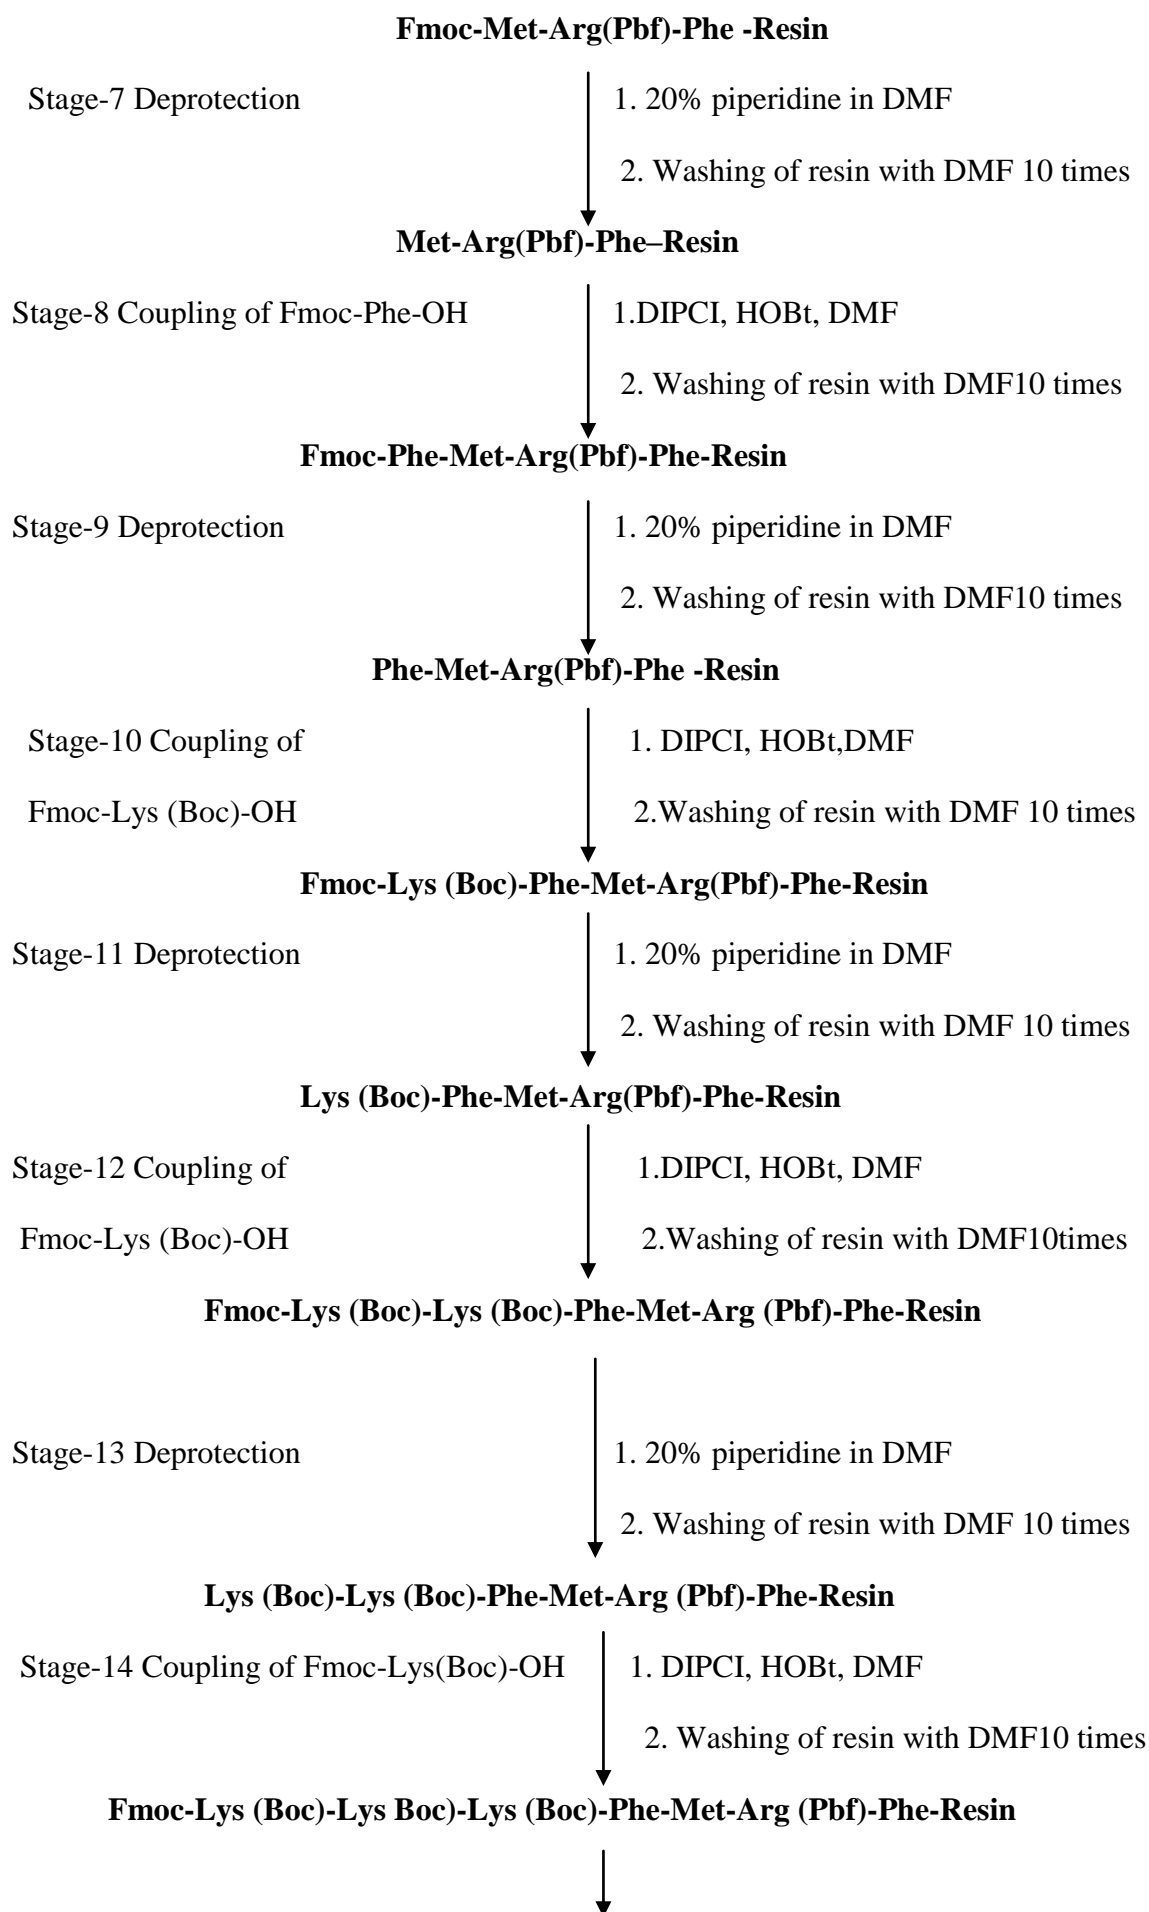 Fmoc-Met-Arg(Pbf)-Phe -Resin
Stage-7 Deprotection
1. 20% piperidine in DMF
2. Washing of resin with DMF 10 times
Met-Arg(Pbf)-Phe–Resin
Stage-8 Coupling of Fmoc-Phe-OH
1.DIPCI, HOBt, DMF
2. Washing of resin with DMF10 times
Fmoc-Phe-Met-Arg(Pbf)-Phe-Resin
Stage-9 Deprotection
1. 20% piperidine in DMF
2. Washing of resin with DMF10 times
Phe-Met-Arg(Pbf)-Phe -Resin
Stage-10 Coupling of
1. DIPCI, HOBt,DMF
Fmoc-Lys (Boc)-OH
2.Washing of resin with DMF 10 times
Fmoc-Lys (Boc)-Phe-Met-Arg(Pbf)-Phe-Resin
Stage-11 Deprotection
1. 20% piperidine in DMF
2. Washing of resin with DMF 10 times
Lys (Boc)-Phe-Met-Arg(Pbf)-Phe-Resin
Stage-12 Coupling of
1.DIPCI, HOBt, DMF
Fmoc-Lys (Boc)-OH
2.Washing of resin with DMF10times
Fmoc-Lys (Boc)-Lys (Boc)-Phe-Met-Arg (Pbf)-Phe-Resin
Stage-13 Deprotection
1. 20% piperidine in DMF
2. Washing of resin with DMF 10 times
Lys (Boc)-Lys (Boc)-Phe-Met-Arg (Pbf)-Phe-Resin
Stage-14 Coupling of Fmoc-Lys(Boc)-OH
1. DIPCI, HOBt, DMF
2. Washing of resin with DMF10 times
Fmoc-Lys (Boc)-Lys Boc)-Lys (Boc)-Phe-Met-Arg (Pbf)-Phe-Resin